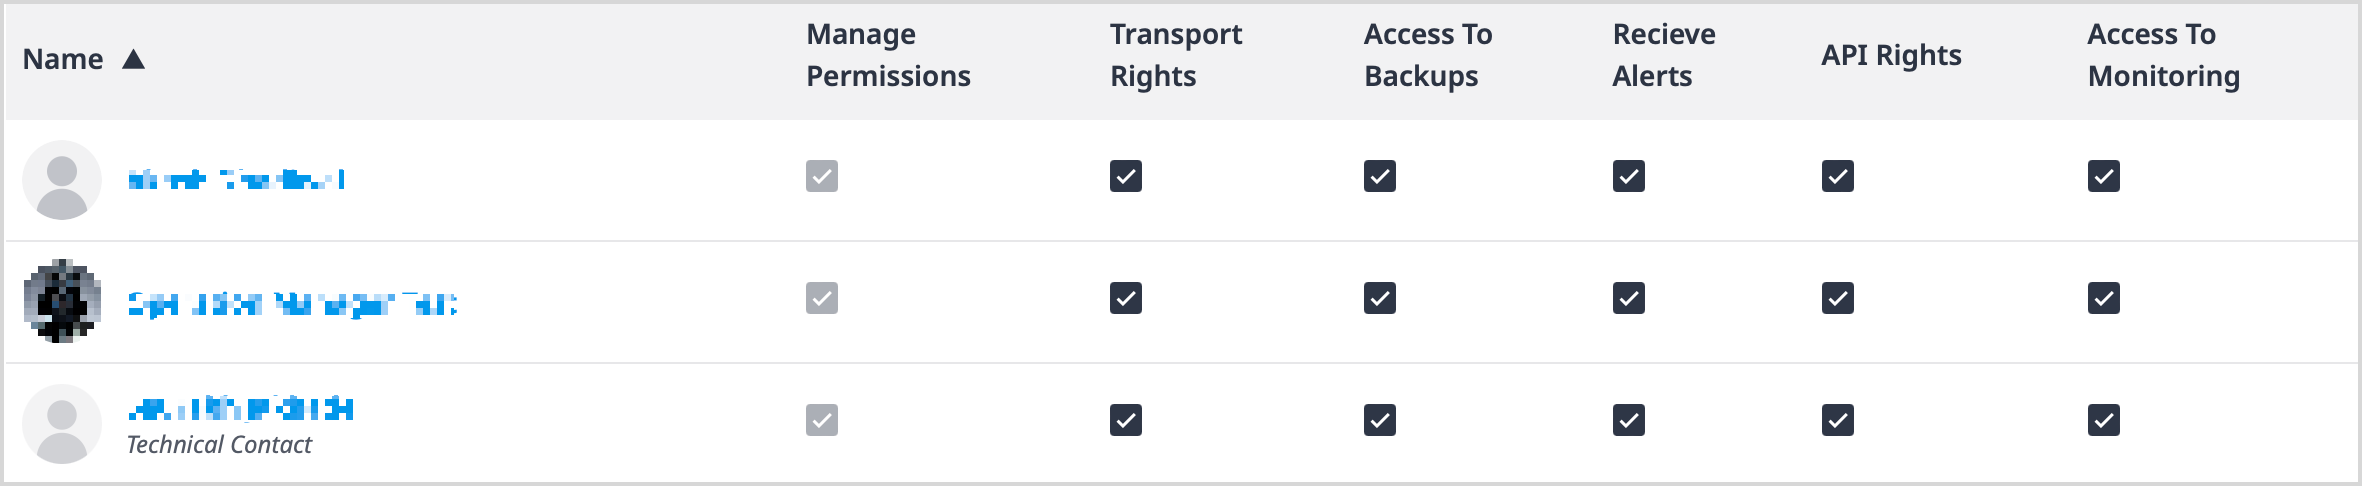 Name ▲
Manage
Permissions
Transport
Rights
Access To
Backups
Recieve
Alerts
API Rights
Access To
Monitoring
Technical Contact